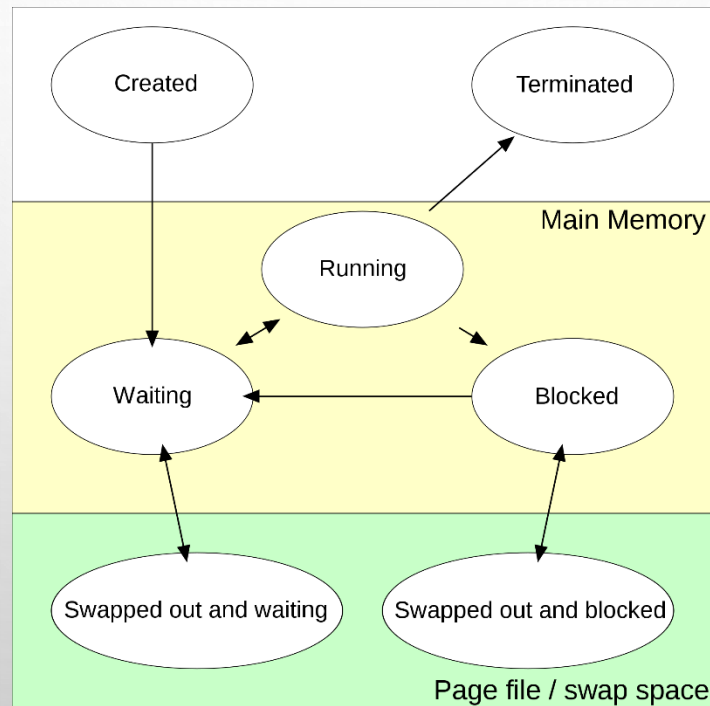 Created
Terminated
Main Memory
Running
Waiting
Blocked
Swapped out and waiting
Swapped out and blocked
Page file / swap space